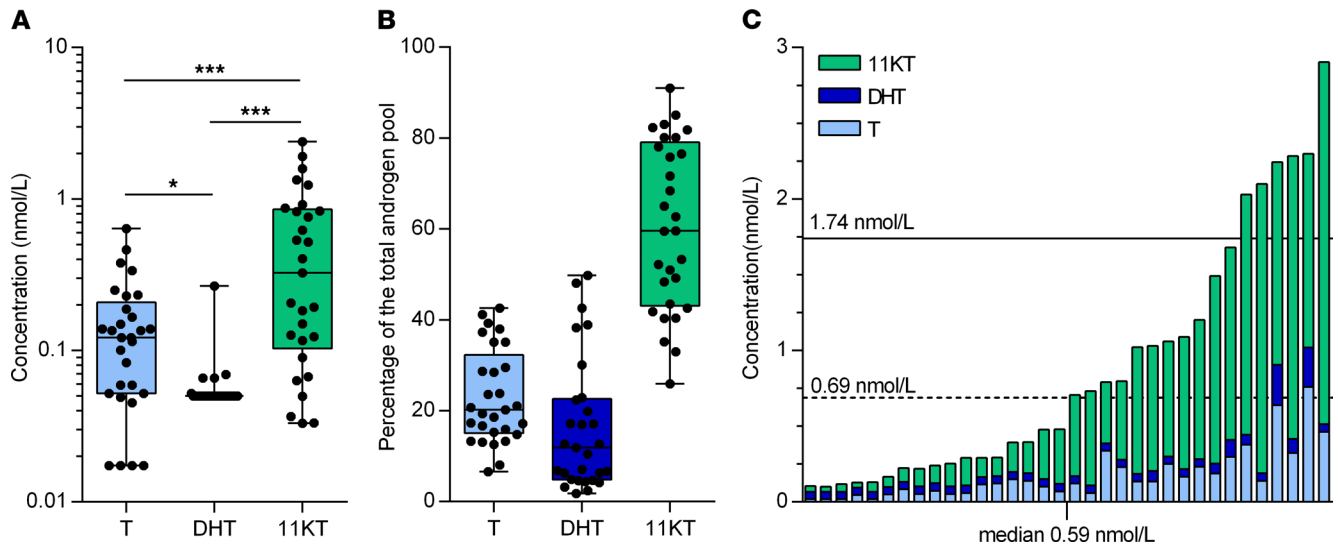 A
Concentration (nmol/L)
10
1
0.1
0.01
***
***
*
T
DHT
11KT
B
Percentage of the total androgen pool
100
80
60
40
20
0
T
DHT
11KT
C
Concentration(nmol/L)
3
2
1
0
11KT
DHT
T
1.74 nmol/L
0.69 nmol/L
median 0.59 nmol/L